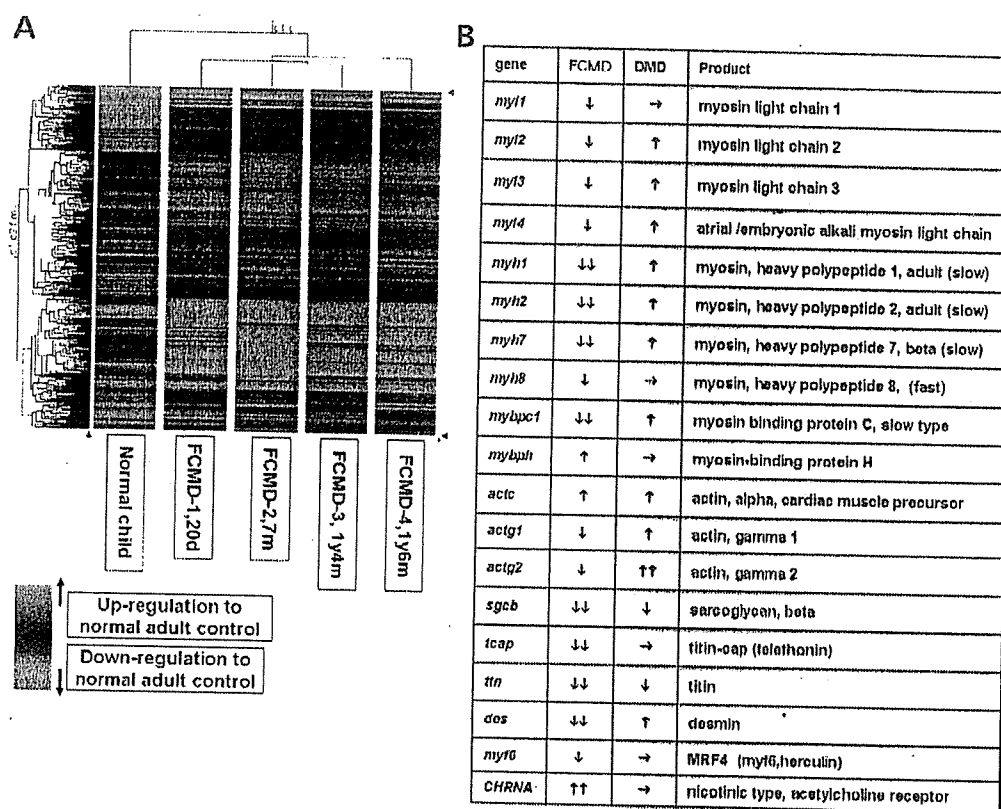 A
Normal child
FCMD-1,20d
FCMD-2,7m
FCMD-3, 1y4m
FCMD-4,1y6m
Up-regulation to
normal adult control
Down-regulation to
normal adult control
B
gene FCMD DMD Product
myl1 ↓ → myosin light chain 1
myl2 ↓ ↑ myosin light chain 2
myl3 ↓ ↑ myosin light chain 3
myl4 ↓ ↑ atrial /embryonic alkali myosin light chain
myh1 ↓↓ ↑ myosin, heavy polypeptide 1, adult (slow)
myh2 ↓↓ ↑ myosin, heavy polypeptide 2, adult (slow)
myh7 ↓↓ ↑ myosin, heavy polypeptide 7, beta (slow)
myh8 ↓ → myosin, heavy polypeptide 8, (fast)
mybpc1 ↓↓ ↑ myosin binding protein C, slow type
mybph ↑ → myosin-binding protein H
actc ↑ ↑ actin, alpha, cardiac muscle precursor
actg1 ↓ ↑ actin, gamma 1
actg2 ↓ ↑↑ actin, gamma 2
sgcb ↓↓ ↓ sarcoglycan, beta
tcap ↓↓ → titin-cap (telethonin)
ttn ↓↓ ↓ titin
des ↓↓ ↑ desmin
myf6 ↓ → MRF4 (myf6,herculin)
CHRNA ↑↑ → nicotinic type, acetylcholine receptor